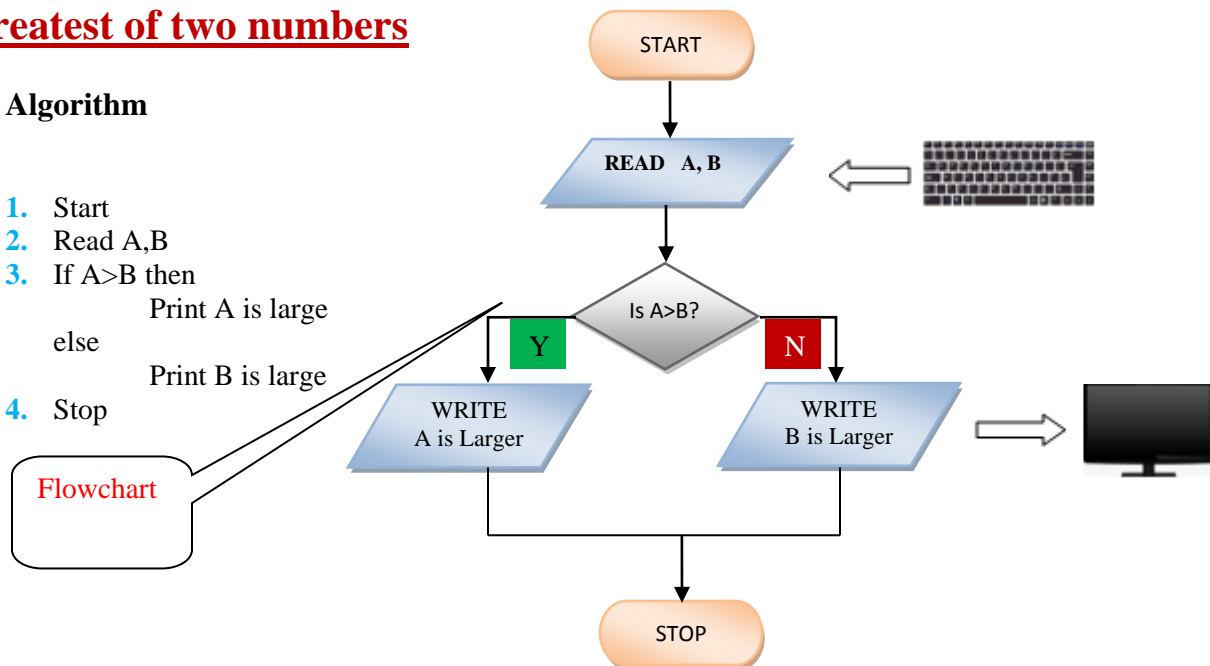 reatest of two numbers
Algorithm
1. Start
2. Read A,B
3. If A>B then
Print A is large
else
Print B is large
4. Stop
Flowchart
START
READ A, B
Is A>B?
Y
N
WRITE
A is Larger
WRITE
B is Larger
STOP